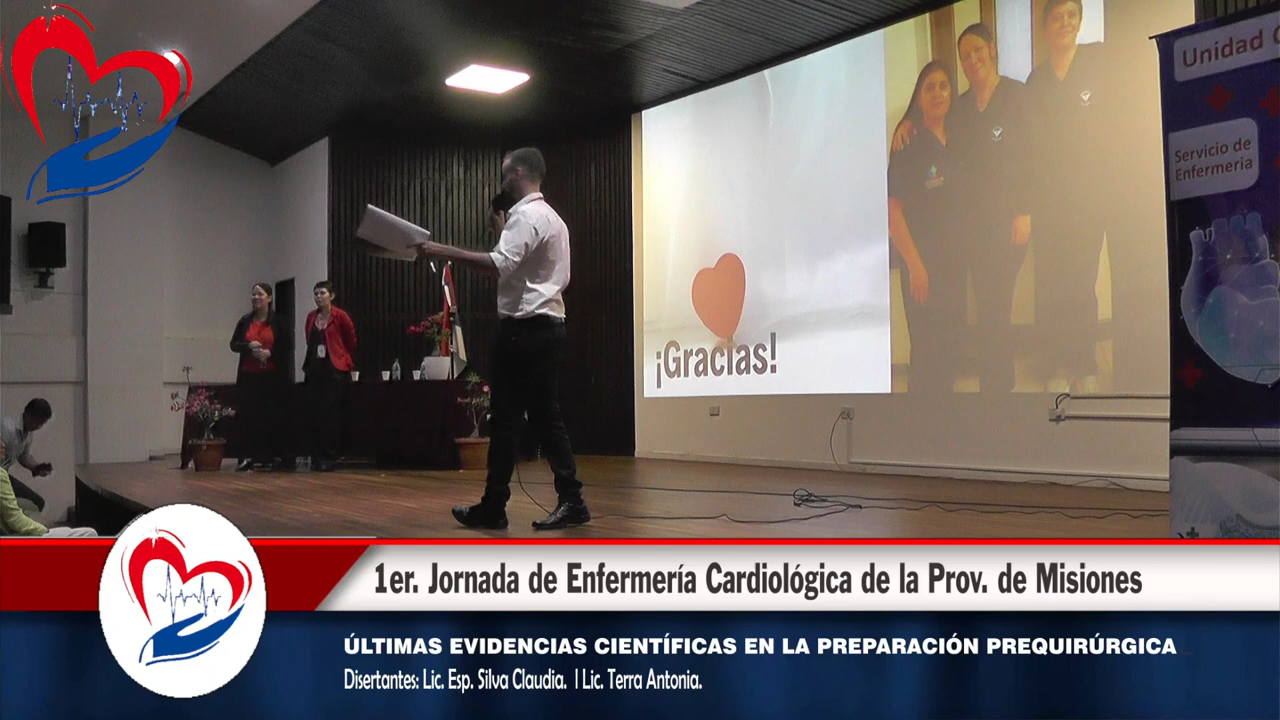 Unidad
Servicio de
Enfermeria
¡Gracias!
1er. Jornada de Enfermería Cardiológica de la Prov. de Misiones
ÚLTIMAS EVIDENCIAS CIENTÍFICAS EN LA PREPARACIÓN PREQUIRÚRGICA
Disertantes: Lic. Esp. Silva Claudia. l Lic. Terra Antonia.